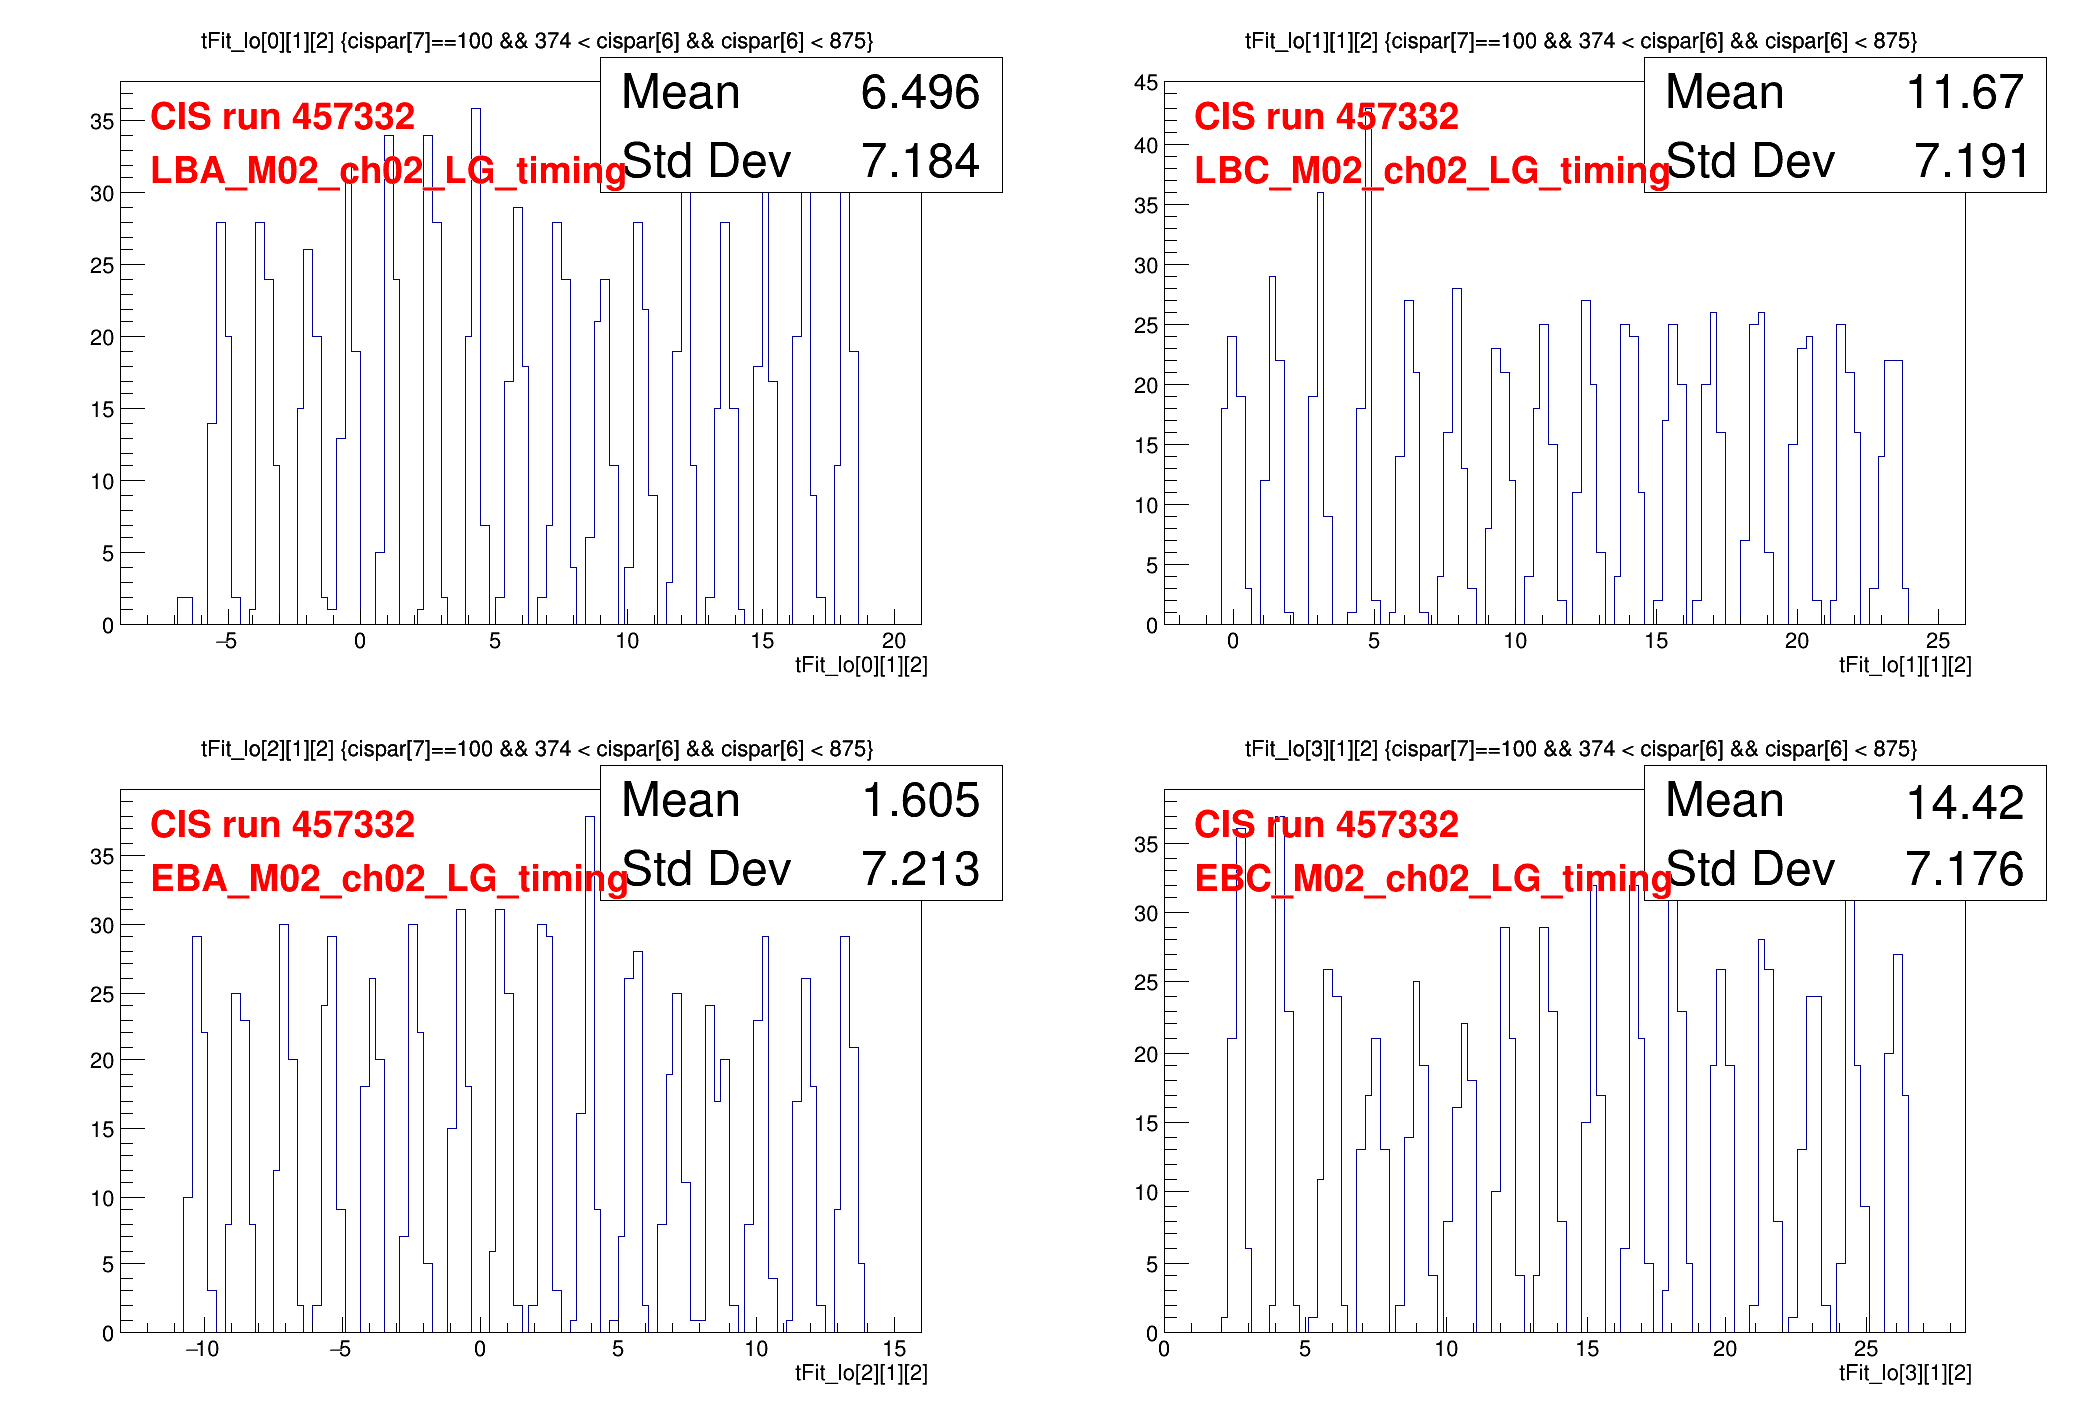 tFit_lo[0][1][2] {cispar[7]==100 && 374 < cispar[6] && cispar[6] < 875}
Mean 6.496
Std Dev 7.184
CIS run 457332
LBA_M02_ch02_LG_timing
35
30
25
20
15
10
5
0
−5 0 5 10 15 20
tFit_lo[0][1][2]
tFit_lo[1][1][2] {cispar[7]==100 && 374 < cispar[6] && cispar[6] < 875}
Mean 11.67
Std Dev 7.191
CIS run 457332
LBC_M02_ch02_LG_timing
45
40
35
30
25
20
15
10
5
0
0 5 10 15 20 25
tFit_lo[1][1][2]
tFit_lo[2][1][2] {cispar[7]==100 && 374 < cispar[6] && cispar[6] < 875}
Mean 1.605
Std Dev 7.213
CIS run 457332
EBA_M02_ch02_LG_timing
35
30
25
20
15
10
5
0
−10 −5 0 5 10 15
tFit_lo[2][1][2]
tFit_lo[3][1][2] {cispar[7]==100 && 374 < cispar[6] && cispar[6] < 875}
Mean 14.42
Std Dev 7.176
CIS run 457332
EBC_M02_ch02_LG_timing
35
30
25
20
15
10
5
0
0 5 10 15 20 25
tFit_lo[3][1][2]